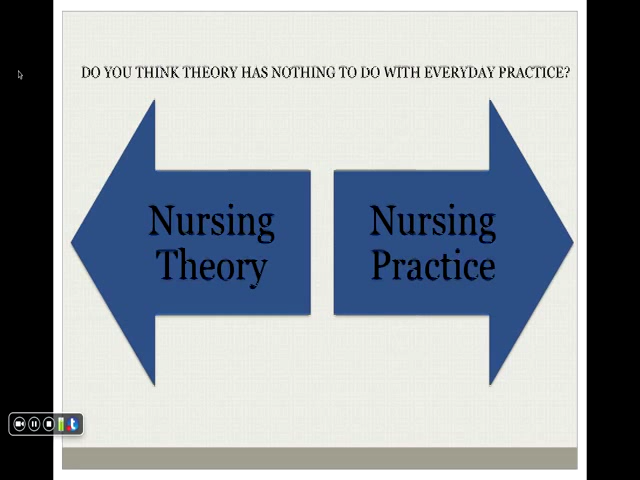 DO YOU THINK THEORY HAS NOTHING TO DO WITH EVERYDAY PRACTICE?
Nursing
Theory
Nursing
Practice